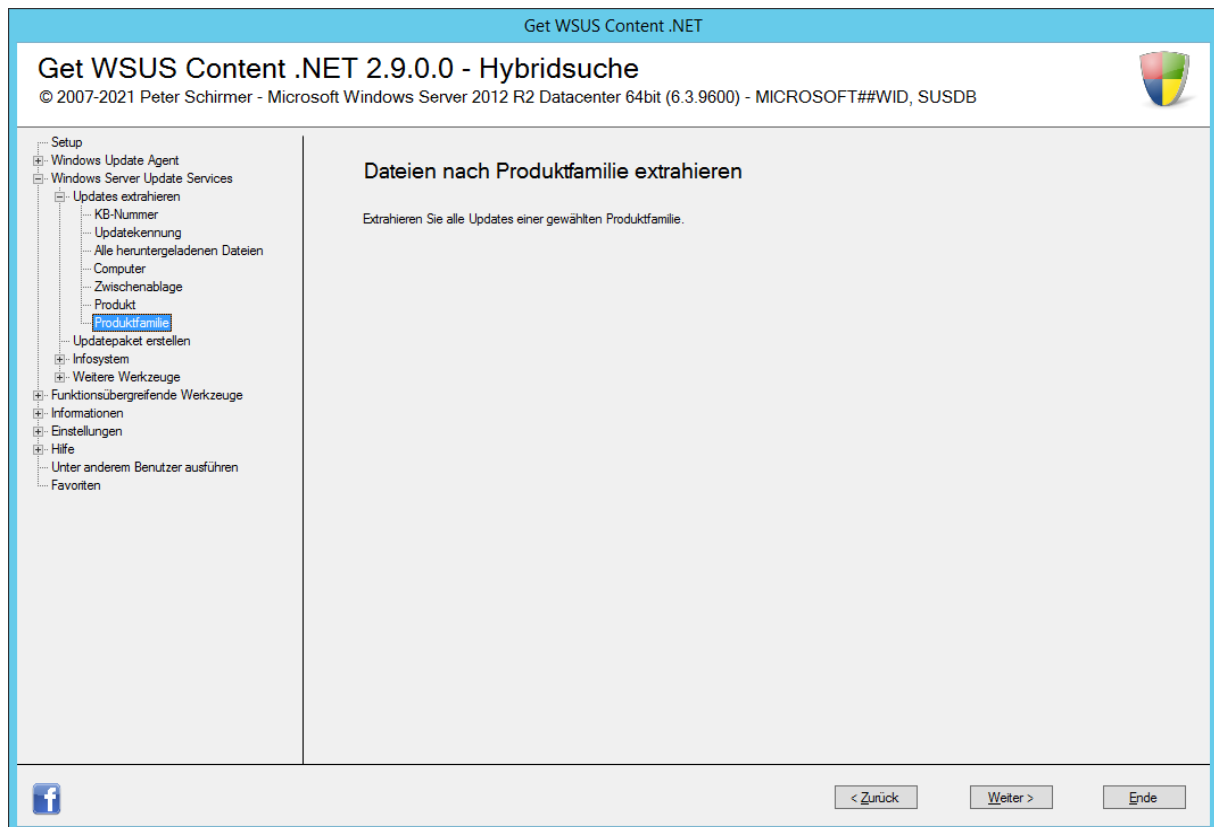 Get WSUS Content .NET
Get WSUS Content .NET 2.9.0.0 - Hybridsuche
© 2007-2021 Peter Schirmer - Microsoft Windows Server 2012 R2 Datacenter 64bit (6.3.9600) - MICROSOFT##WID, SUSDB
Setup
Windows Update Agent
Windows Server Update Services
Updates extrahieren
KB-Nummer
Updatekennung
Alle heruntergeladenen Dateien
Computer
Zwischenablage
Produkt
Produktfamilie
Updatepaket erstellen
Infosystem
Weitere Werkzeuge
Funktionsübergreifende Werkzeuge
Informationen
Einstellungen
Hilfe
Unter anderem Benutzer ausführen
Favoriten
Dateien nach Produktfamilie extrahieren
Extrahieren Sie alle Updates einer gewählten Produktfamilie.
f
< Zurück
Weiter >
Ende